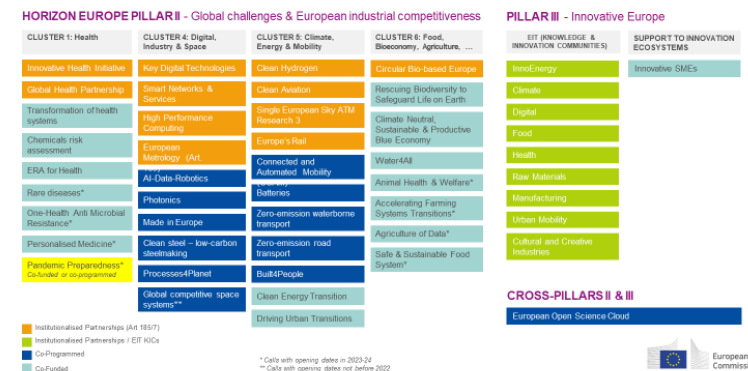 HORIZON EUROPE PILLAR II - Global challenges & European industrial competitiveness
CLUSTER 1: Health
Innovative Health Initiative
Global Health Partnership
Transformation of health
systems
Chemicals risk
assessment
ERA for Health
Rare diseases*
One-Health Anti Microbial
Resistance*
Personalised Medicine*
Pandemic Preparedness*
Co-funded or co-programmed
CLUSTER 4: Digital,
Industry & Space
Key Digital Technologies
Smart Networks &
Services
High Performance
Computing
European
Metrology (Art.
AI-Data-Robotics
Photonics
Made in Europe
Clean steel – low-carbon
steelmaking
Processes4Planet
Global competitive space
systems**
CLUSTER 5: Climate,
Energy & Mobility
Clean Hydrogen
Clean Aviation
Single European Sky ATM
Research 3
Europe's Rail
Connected and
Automated Mobility
Batteries
Zero-emission waterborne
transport
Zero-emission road
transport
Built4People
Clean Energy Transition
Driving Urban Transitions
CLUSTER 6: Food,
Bioeconomy, Agriculture, …
Circular Bio-based Europe
Rescuing Biodiversity to
Safeguard Life on Earth
Climate Neutral,
Sustainable & Productive
Blue Economy
Water4All
Animal Health & Welfare*
Accelerating Farming
Systems Transitions*
Agriculture of Data*
Safe & Sustainable Food
System*
PILLAR III - Innovative Europe
EIT (KNOWLEDGE &
INNOVATION COMMUNITIES)
InnoEnergy
Climate
Digital
Food
Health
Raw Materials
Manufacturing
Urban Mobility
Cultural and Creative
Industries
SUPPORT TO INNOVATION
ECOSYSTEMS
Innovative SMEs
CROSS-PILLARS II & III
European Open Science Cloud
Institutionalised Partnerships (Art 185/7)
Institutionalised Partnerships / EIT KICs
Co-Programmed
Co-Funded
* Calls with opening dates in 2023-24
** Calls with opening dates not before 2022
European
Commiss